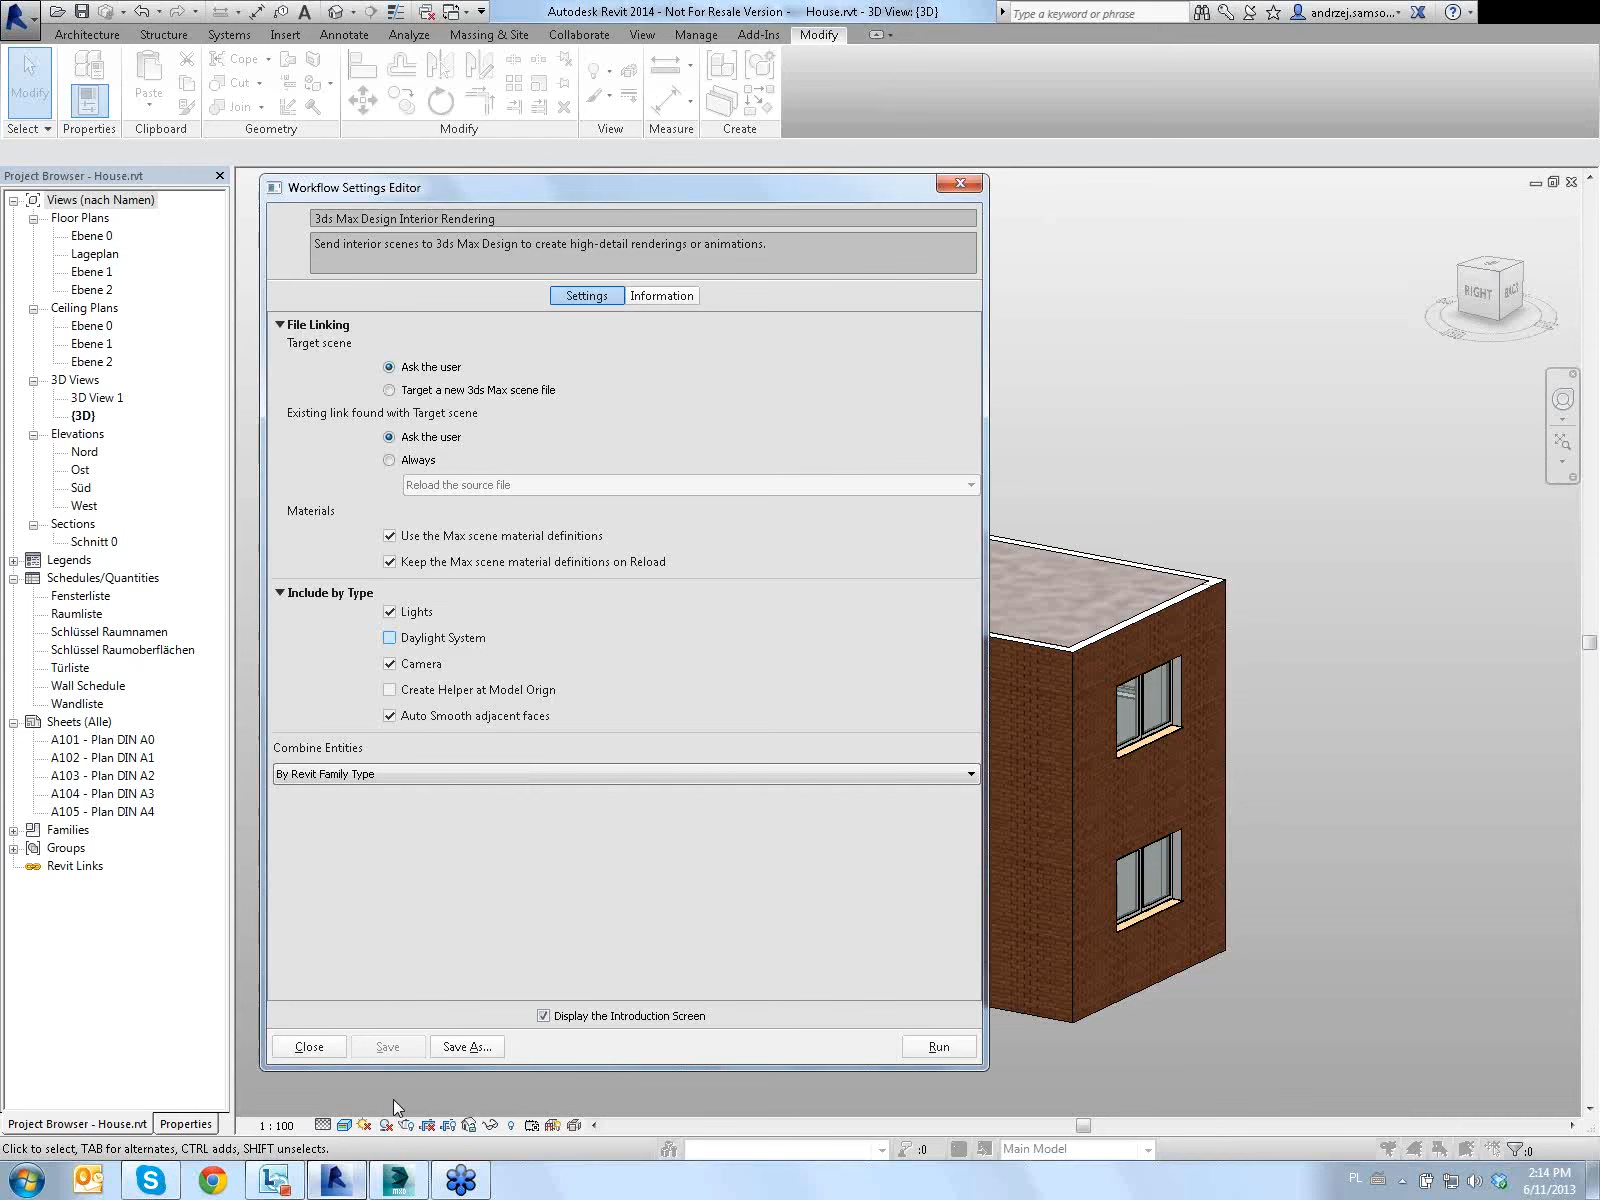 Autodesk Revit 2014 - Not For Resale Version - House.rvt - 3D View: {3D}
Type a keyword or phrase
andrzej.samso...
Architecture Structure Systems Insert Annotate Analyze Massing & Site Collaborate View Manage Add-Ins Modify
Modify
Paste
Cope
Cut
Join
Select Properties Clipboard Geometry Modify View Measure Create
Project Browser - House.rvt
Views (nach Namen)
Floor Plans
Ebene 0
Lageplan
Ebene 1
Ebene 2
Ceiling Plans
Ebene 0
Ebene 1
Ebene 2
3D Views
3D View 1
{3D}
Elevations
Nord
Ost
Süd
West
Sections
Schnitt 0
Legends
Schedules/Quantities
Fensterliste
Raumliste
Schlüssel Raumnamen
Schlüssel Raumoberflächen
Türliste
Wall Schedule
Wandliste
Sheets (Alle)
A101 - Plan DIN A0
A102 - Plan DIN A1
A103 - Plan DIN A2
A104 - Plan DIN A3
A105 - Plan DIN A4
Families
Groups
Revit Links
Project Browser - House.rvt Properties
Workflow Settings Editor
3ds Max Design Interior Rendering
Send interior scenes to 3ds Max Design to create high-detail renderings or animations.
Settings Information
File Linking
Target scene
Ask the user
Target a new 3ds Max scene file
Existing link found with Target scene
Ask the user
Always
Reload the source file
Materials
Use the Max scene material definitions
Keep the Max scene material definitions on Reload
Include by Type
Lights
Daylight System
Camera
Create Helper at Model Orign
Auto Smooth adjacent faces
Combine Entities
By Revit Family Type
Display the Introduction Screen
Close Save Save As... Run
RIGHT BACK
1 : 100
Click to select, TAB for alternates, CTRL adds, SHIFT unselects.
:0
Main Model
:0
PL
2:14 PM
6/11/2013